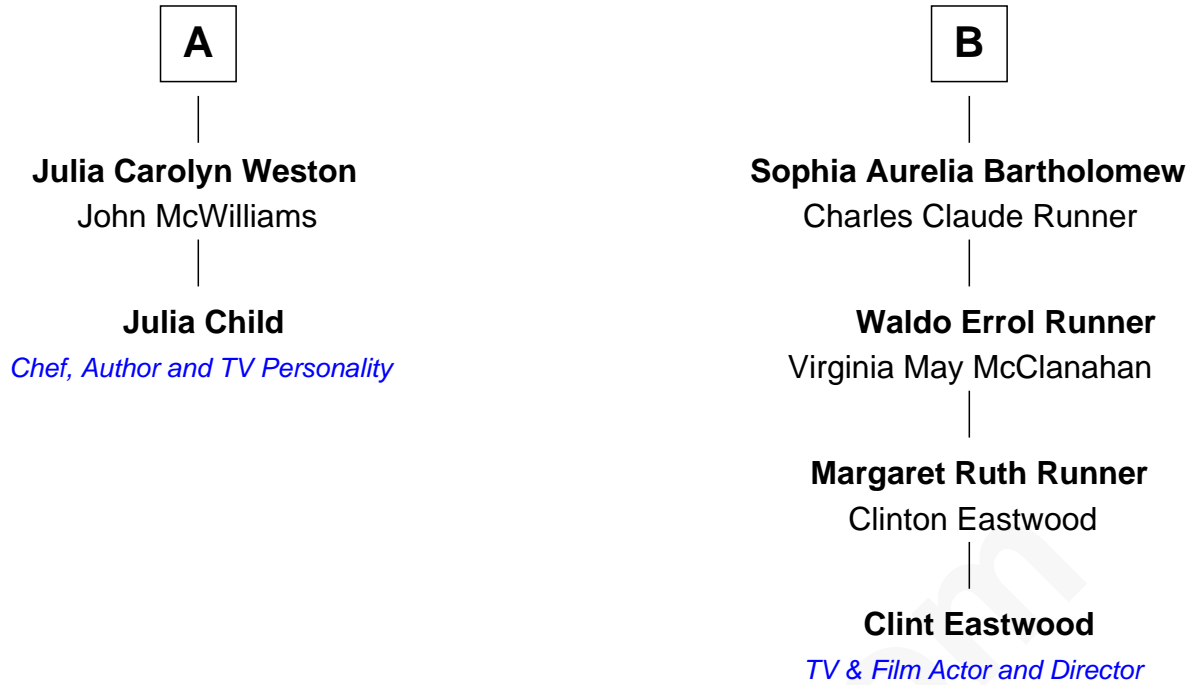 A
Julia Carolyn Weston
John McWilliams
Julia Child
Chef, Author and TV Personality
B
Sophia Aurelia Bartholomew
Charles Claude Runner
Waldo Errol Runner
Virginia May McClanahan
Margaret Ruth Runner
Clinton Eastwood
Clint Eastwood
TV & Film Actor and Director